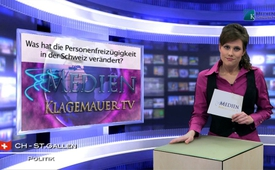 Was hat die Personenfreizügigkeit
in der Schweiz verändert?
MEDIEN
KLAGEMAUER.TV
MEDIEN
CH - ST.GALLEN
POLITIK